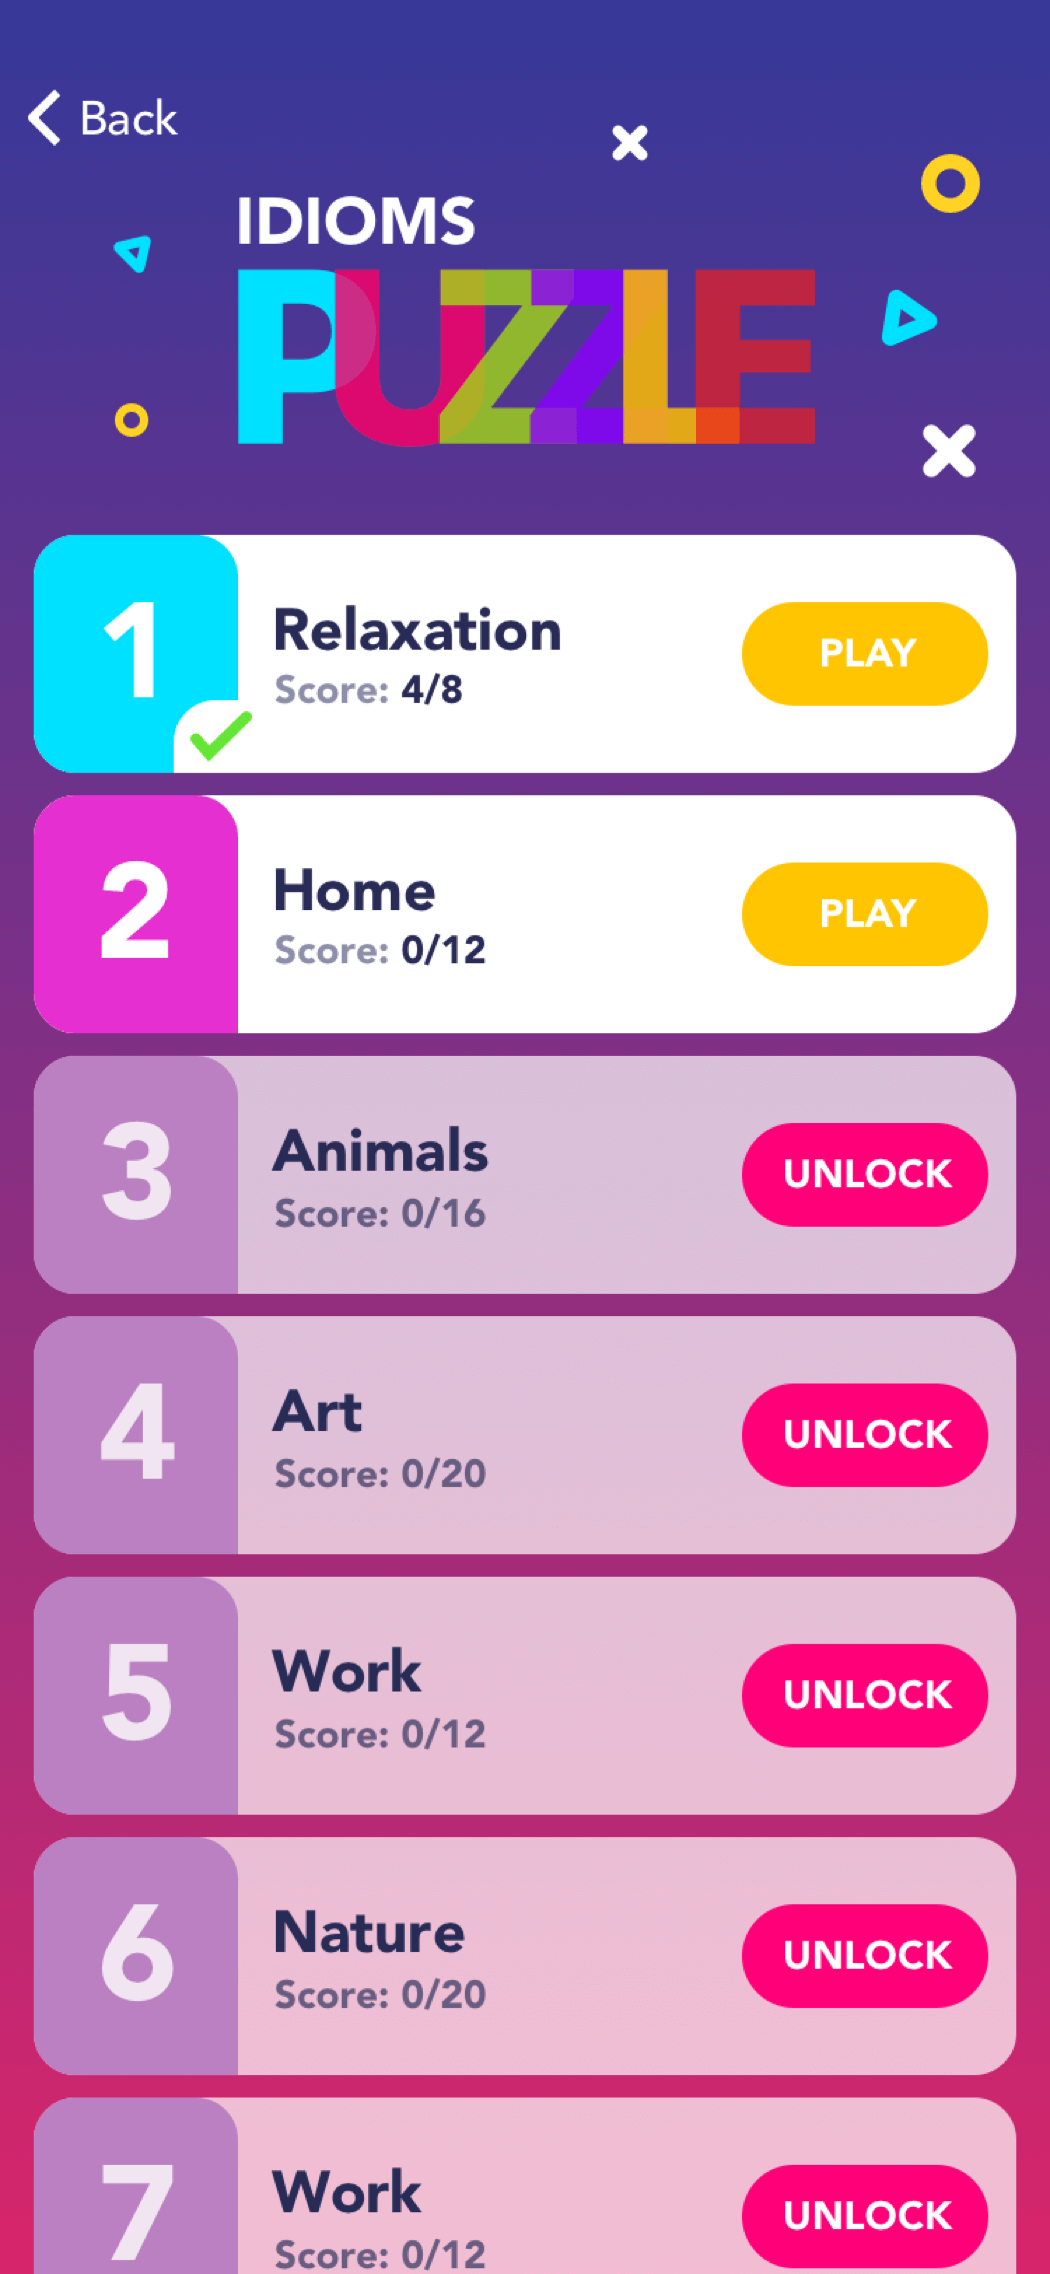 Back
IDIOMS
PUZZLE
1
Relaxation
Score: 4/8
PLAY
2
Home
Score: 0/12
PLAY
3
Animals
Score: 0/16
UNLOCK
4
Art
Score: 0/20
UNLOCK
5
Work
Score: 0/12
UNLOCK
6
Nature
Score: 0/20
UNLOCK
7
Work
Score: 0/12
UNLOCK